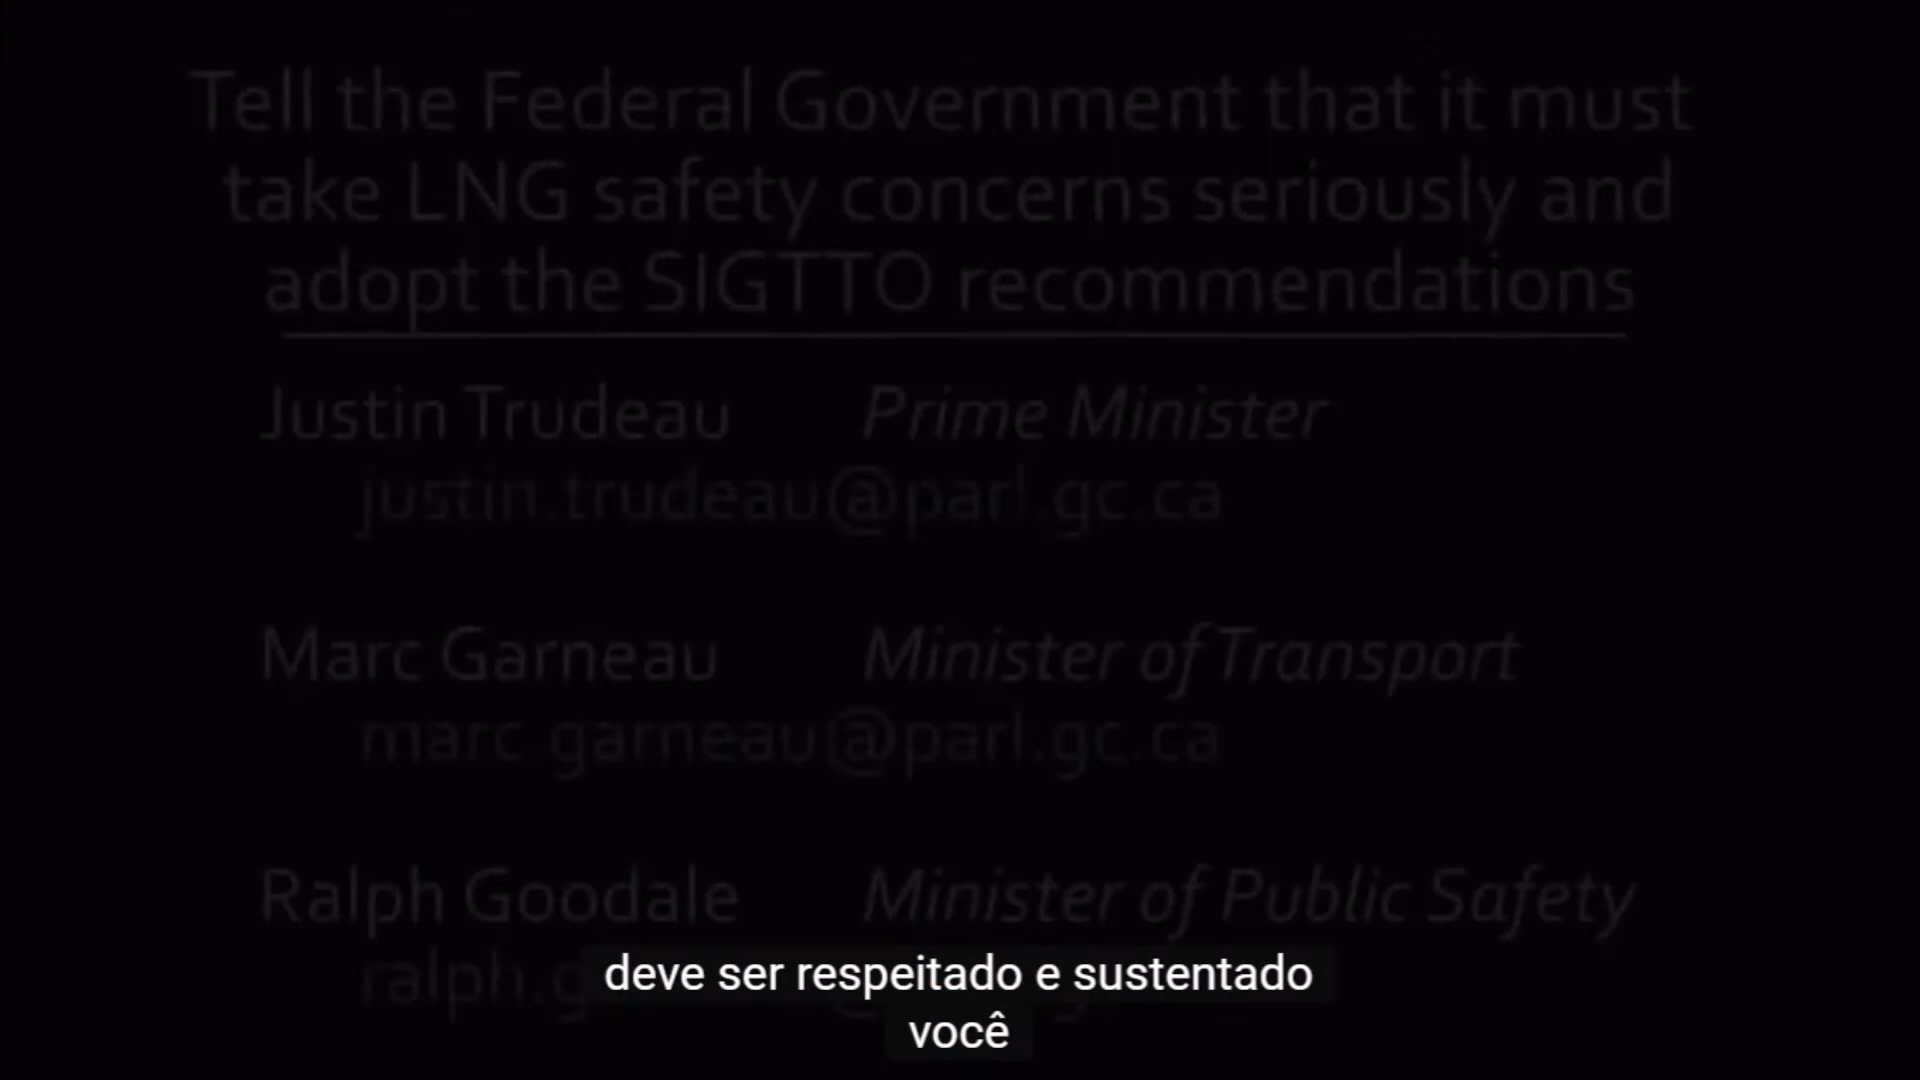 Tell the Federal Government that it must
take LNG safety concerns seriously and
adopt the SIGTTO recommendations
Justin Trudeau Prime Minister
justin.trudeau@parl.gc.ca
Marc Garneau Minister of Transport
marc.garneau@parl.gc.ca
Ralph Goodale Minister of Public Safety
deve ser respeitado e sustentado
você